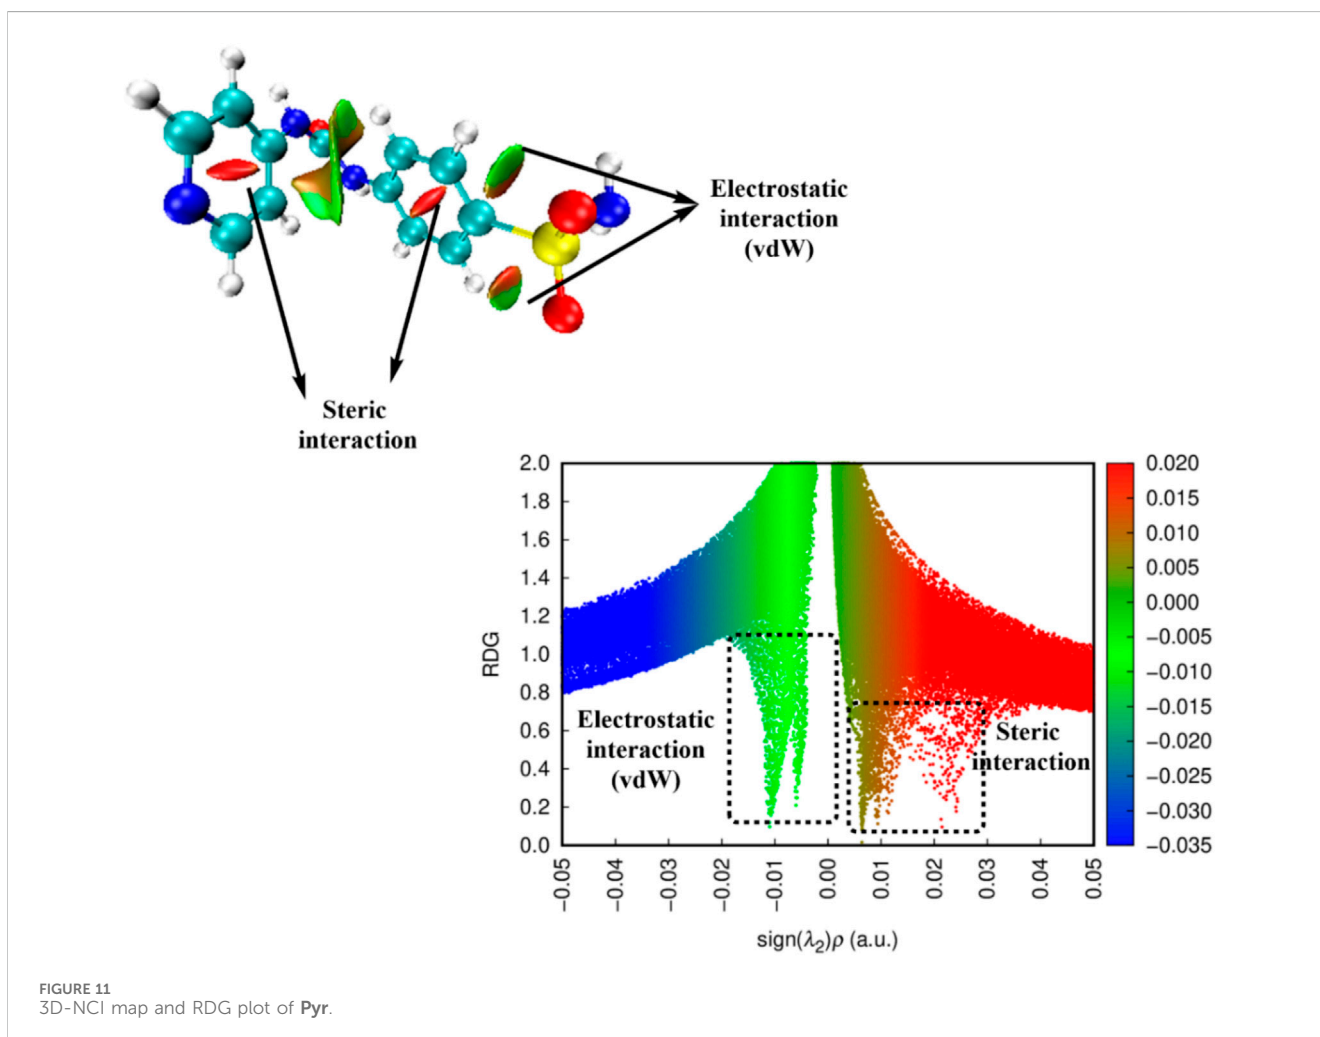 Electrostatic
interaction
(vdW)
Steric
interaction
2.0
1.8
1.6
1.4
1.2
1.0
0.8
0.6
0.4
0.2
0.0
RDG
Electrostatic
interaction
(vdW)
Steric
interaction
−0.05
−0.04
−0.03
−0.02
−0.01
0.00
0.01
0.02
0.03
0.04
0.05
sign(λ₂)ρ (a.u.)
0.020
0.015
0.010
0.005
0.000
−0.005
−0.010
−0.015
−0.020
−0.025
−0.030
−0.035
FIGURE 11
3D-NCI map and RDG plot of Pyr.